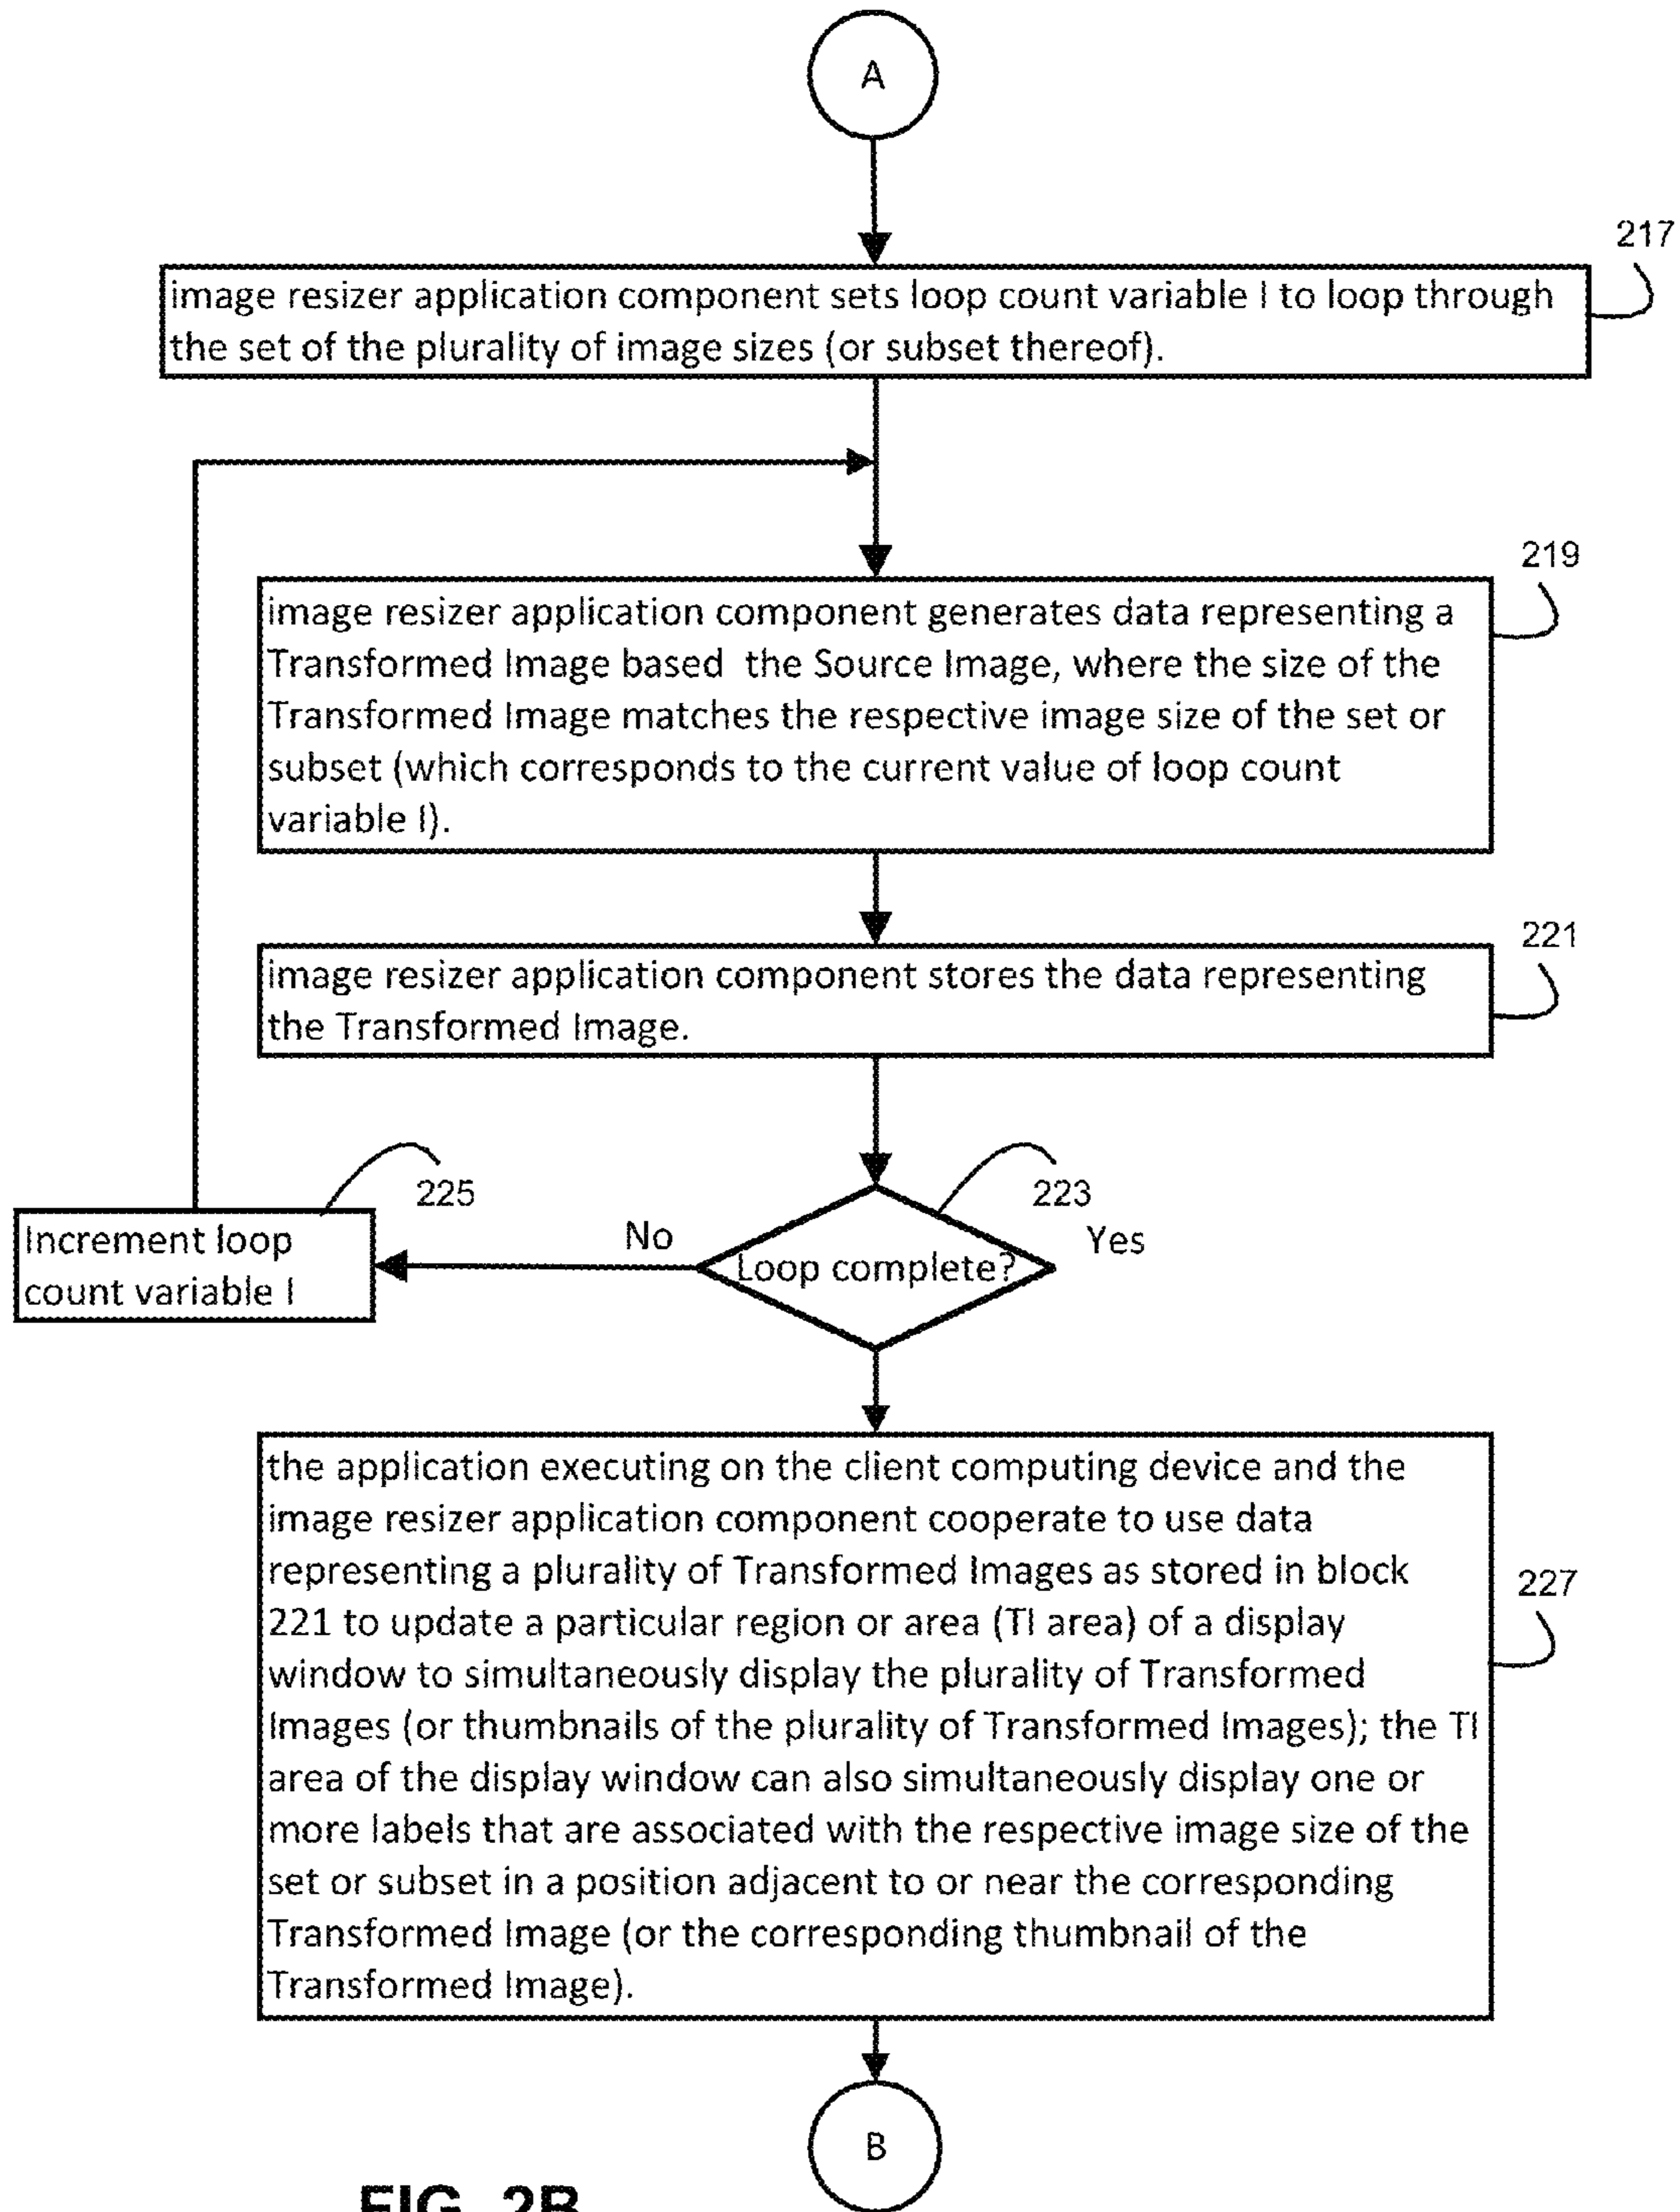 A
217
image resizer application component sets loop count variable I to loop through
the set of the plurality of image sizes (or subset thereof).
219
image resizer application component generates data representing a
Transformed Image based  the Source Image, where the size of the
Transformed Image matches the respective image size of the set or
subset (which corresponds to the current value of loop count
variable I).
221
image resizer application component stores the data representing
the Transformed Image.
225
223
No
Yes
Increment loop
count variable I
Loop complete?
the application executing on the client computing device and the
image resizer application component cooperate to use data
representing a plurality of Transformed Images as stored in block
221 to update a particular region or area (TI area) of a display
window to simultaneously display the plurality of Transformed
Images (or thumbnails of the plurality of Transformed Images); the TI
area of the display window can also simultaneously display one or
more labels that are associated with the respective image size of the
set or subset in a position adjacent to or near the corresponding
Transformed Image (or the corresponding thumbnail of the
Transformed Image).
227
B
FIG. 2B